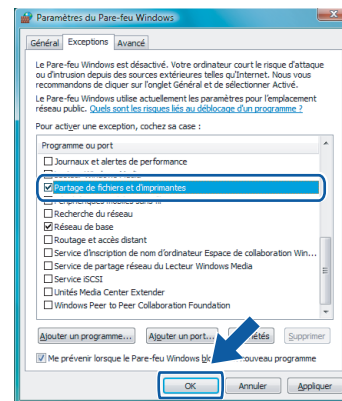 Paramètres du Pare-feu Windows
Général Exceptions Avancé
Le Pare-feu Windows est désactivé. Votre ordinateur court le risque d'attaque
ou d'intrusion depuis des sources extérieures telles qu'Internet. Nous vous
recommandons de cliquer sur l'onglet Général et de sélectionner Activé.
Le Pare-feu Windows utilise actuellement les paramètres pour l'emplacement
réseau public. Quels sont les risques liés au déblocage d'un programme ?
Pour activer une exception, cochez sa case :
Programme ou port
Journaux et alertes de performance
Partage de fichiers et d'imprimantes
Recherche du réseau
Réseau de base
Routage et accès distant
Service d'inscription de nom d'ordinateur Espace de collaboration Win...
Service de partage réseau du Lecteur Windows Media
Service iSCSI
Unités Media Center Extender
Windows Peer to Peer Collaboration Foundation
Ajouter un programme... Ajouter un port... Supprimer
Me prévenir lorsque le Pare-feu Windows nouveau programme
OK Annuler Appliquer